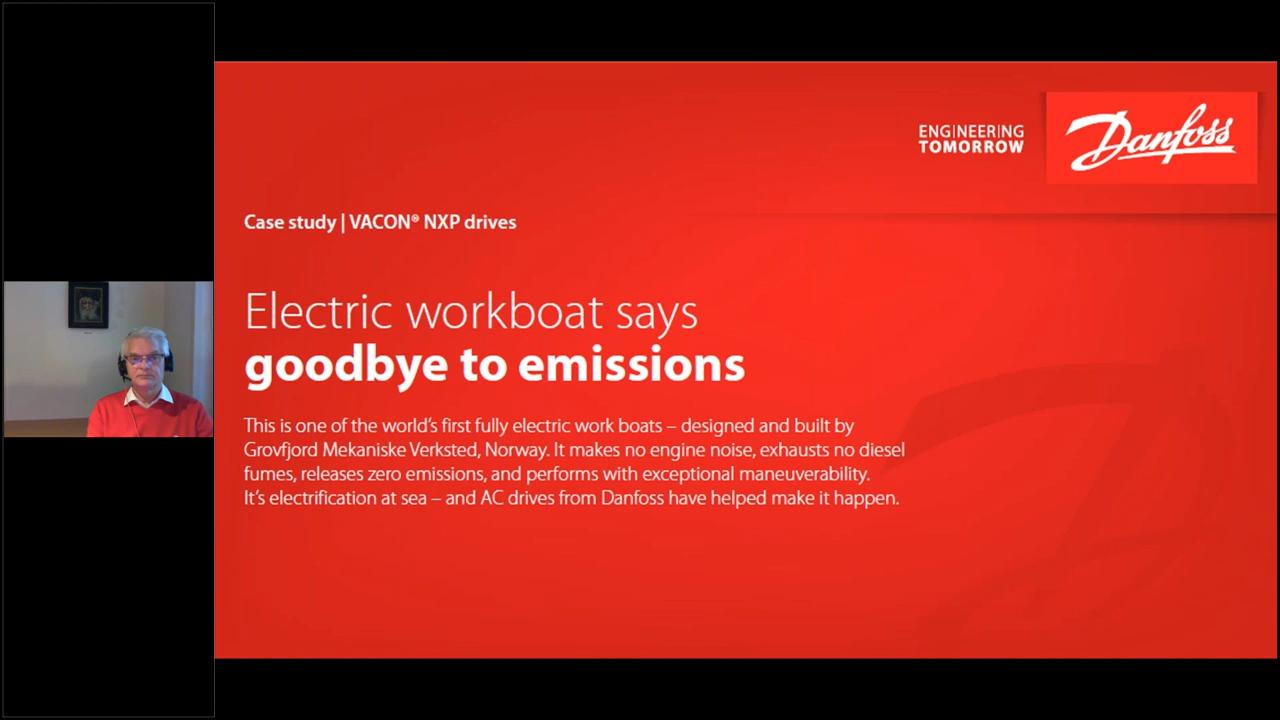 ENGINEERING
TOMORROW
Danfoss
Case study | VACON® NXP drives
Electric workboat says
goodbye to emissions
This is one of the world's first fully electric work boats – designed and built by
Grovfjord Mekaniske Verksted, Norway. It makes no engine noise, exhausts no diesel
fumes, releases zero emissions, and performs with exceptional maneuverability.
It's electrification at sea – and AC drives from Danfoss have helped make it happen.